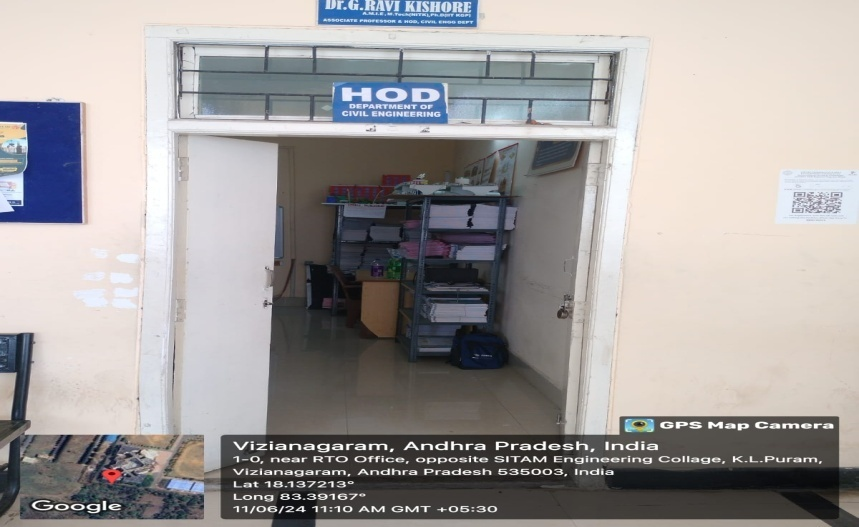 Dr.G.RAVI KISHORE
ASSOCIATE PROFESSOR & HOD, CIVIL ENGG DEPT
HOD
DEPARTMENT OF
CIVIL ENGINEERING
GPS Map Camera
Vizianagaram, Andhra Pradesh, India
1-0, near RTO Office, opposite SITAM Engineering Collage, K.L.Puram,
Vizianagaram, Andhra Pradesh 535003, India
Lat 18.137213°
Long 83.39167°
11/06/24 11:10 AM GMT +05:30
Google